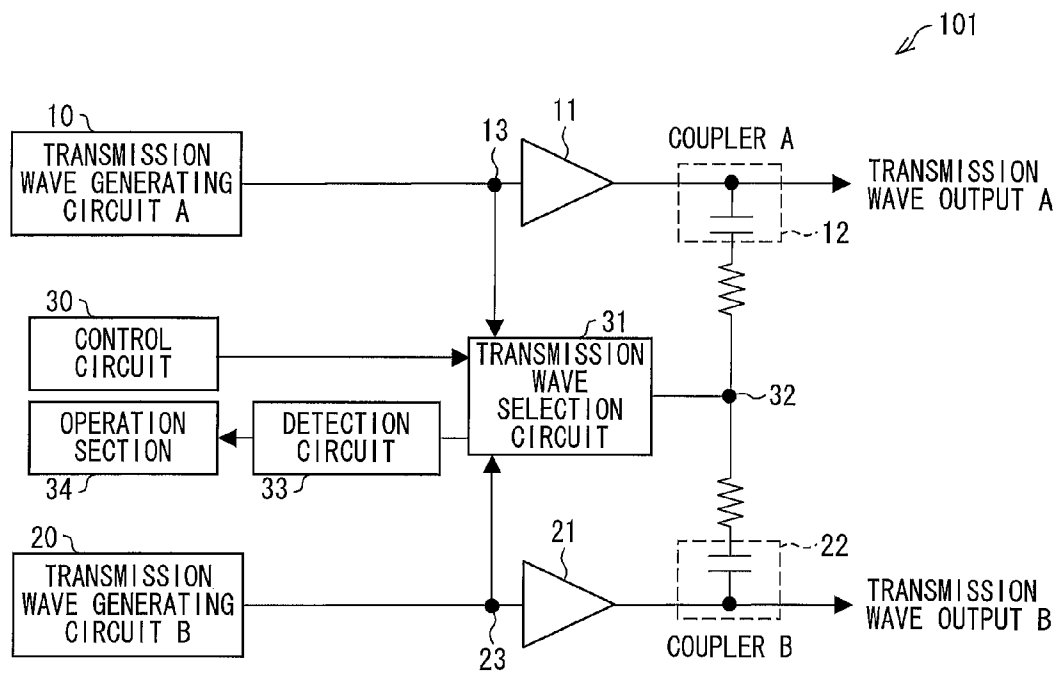 101
10
TRANSMISSION
WAVE GENERATING
CIRCUIT A
13
11
COUPLER A
12
TRANSMISSION
WAVE OUTPUT A
30
CONTROL
CIRCUIT
31
TRANSMISSION
WAVE
SELECTION
CIRCUIT
32
OPERATION
SECTION
34
DETECTION
CIRCUIT
33
20
TRANSMISSION
WAVE GENERATING
CIRCUIT B
23
21
22
COUPLER B
TRANSMISSION
WAVE OUTPUT B